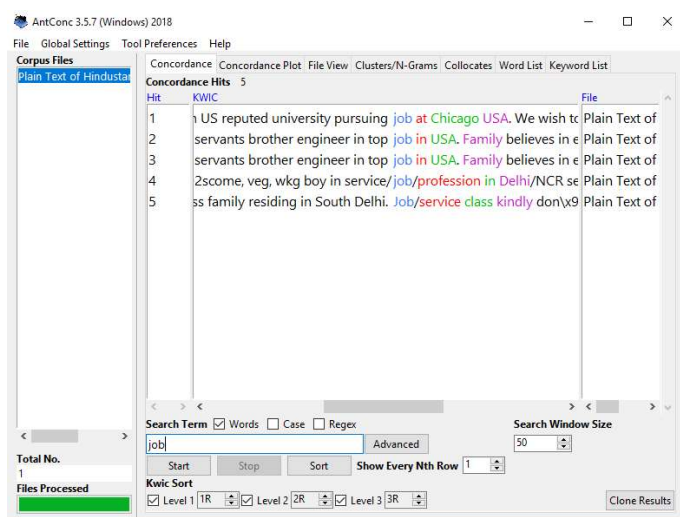 AntConc 3.5.7 (Windows) 2018
File Global Settings Tool Preferences Help
Corpus Files
Plain Text of Hindustan
Concordance Concordance Plot File View Clusters/N-Grams Collocates Word List Keyword List
Concordance Hits 5
Hit KWIC File
1 US reputed university pursuing job at Chicago USA. We wish to Plain Text of
2 servants brother engineer in top job in USA. Family believes in e Plain Text of
3 servants brother engineer in top job in USA. Family believes in e Plain Text of
4 2scome, veg, wkg boy in service/job/profession in Delhi/NCR se Plain Text of
5 ss family residing in South Delhi. Job/service class kindly don\x9 Plain Text of
Search Term Words Case Regex Search Window Size
job Advanced 50
Total No.
1
Start Stop Sort Show Every Nth Row 1
Files Processed
Kwic Sort
Level 1 1R Level 2 2R Level 3 3R Clone Results